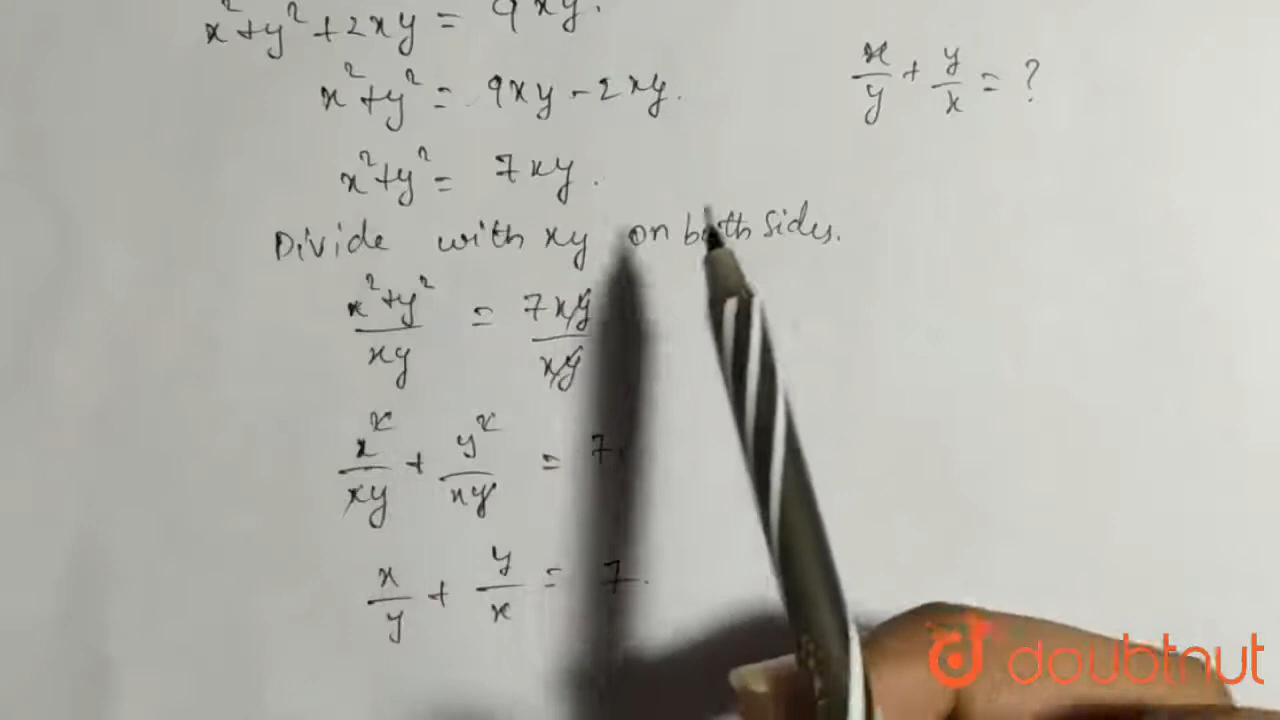 x² + y² + 2xy = 9xy.
x² + y² = 9xy - 2xy.
x/y + y/x = ?
x² + y² = 7xy.
Divide with xy on both sides.
(x² + y²)/xy = 7xy/xy
x²/xy + y²/xy = 7.
x/y + y/x = 7.
doubtnut